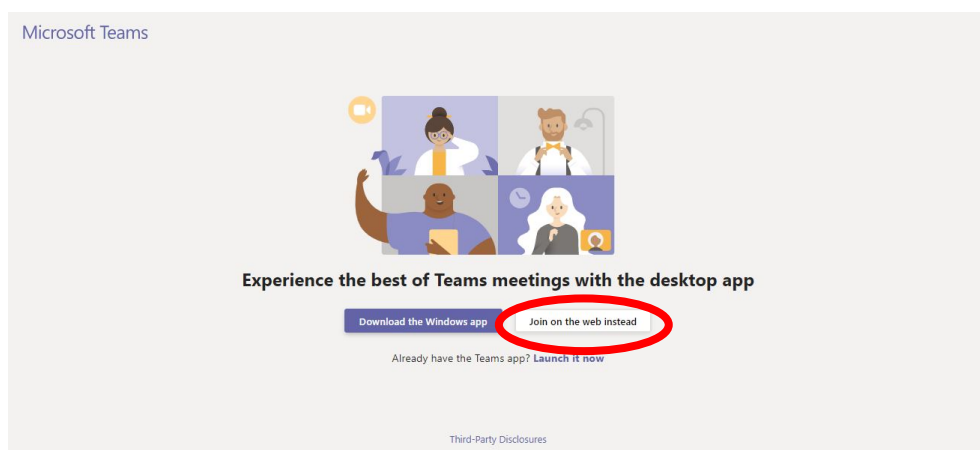 Microsoft Teams
Experience the best of Teams meetings with the desktop app
Download the Windows app
Join on the web instead
Already have the Teams app? Launch it now
Third-Party Disclosures